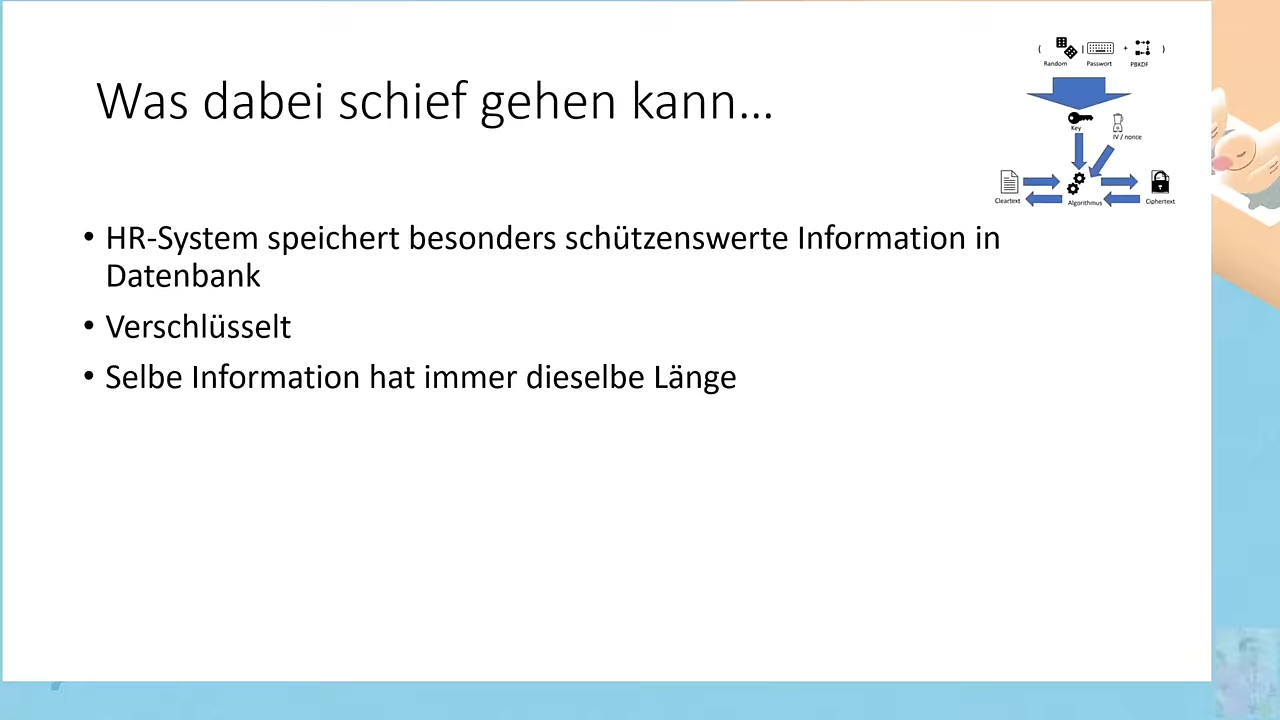 Was dabei schief gehen kann...
( | + )
Random Passwort PBKDF
Key
IV / nonce
Cleartext Algorithmus Ciphertext
• HR-System speichert besonders schützenswerte Information in
Datenbank
• Verschlüsselt
• Selbe Information hat immer dieselbe Länge